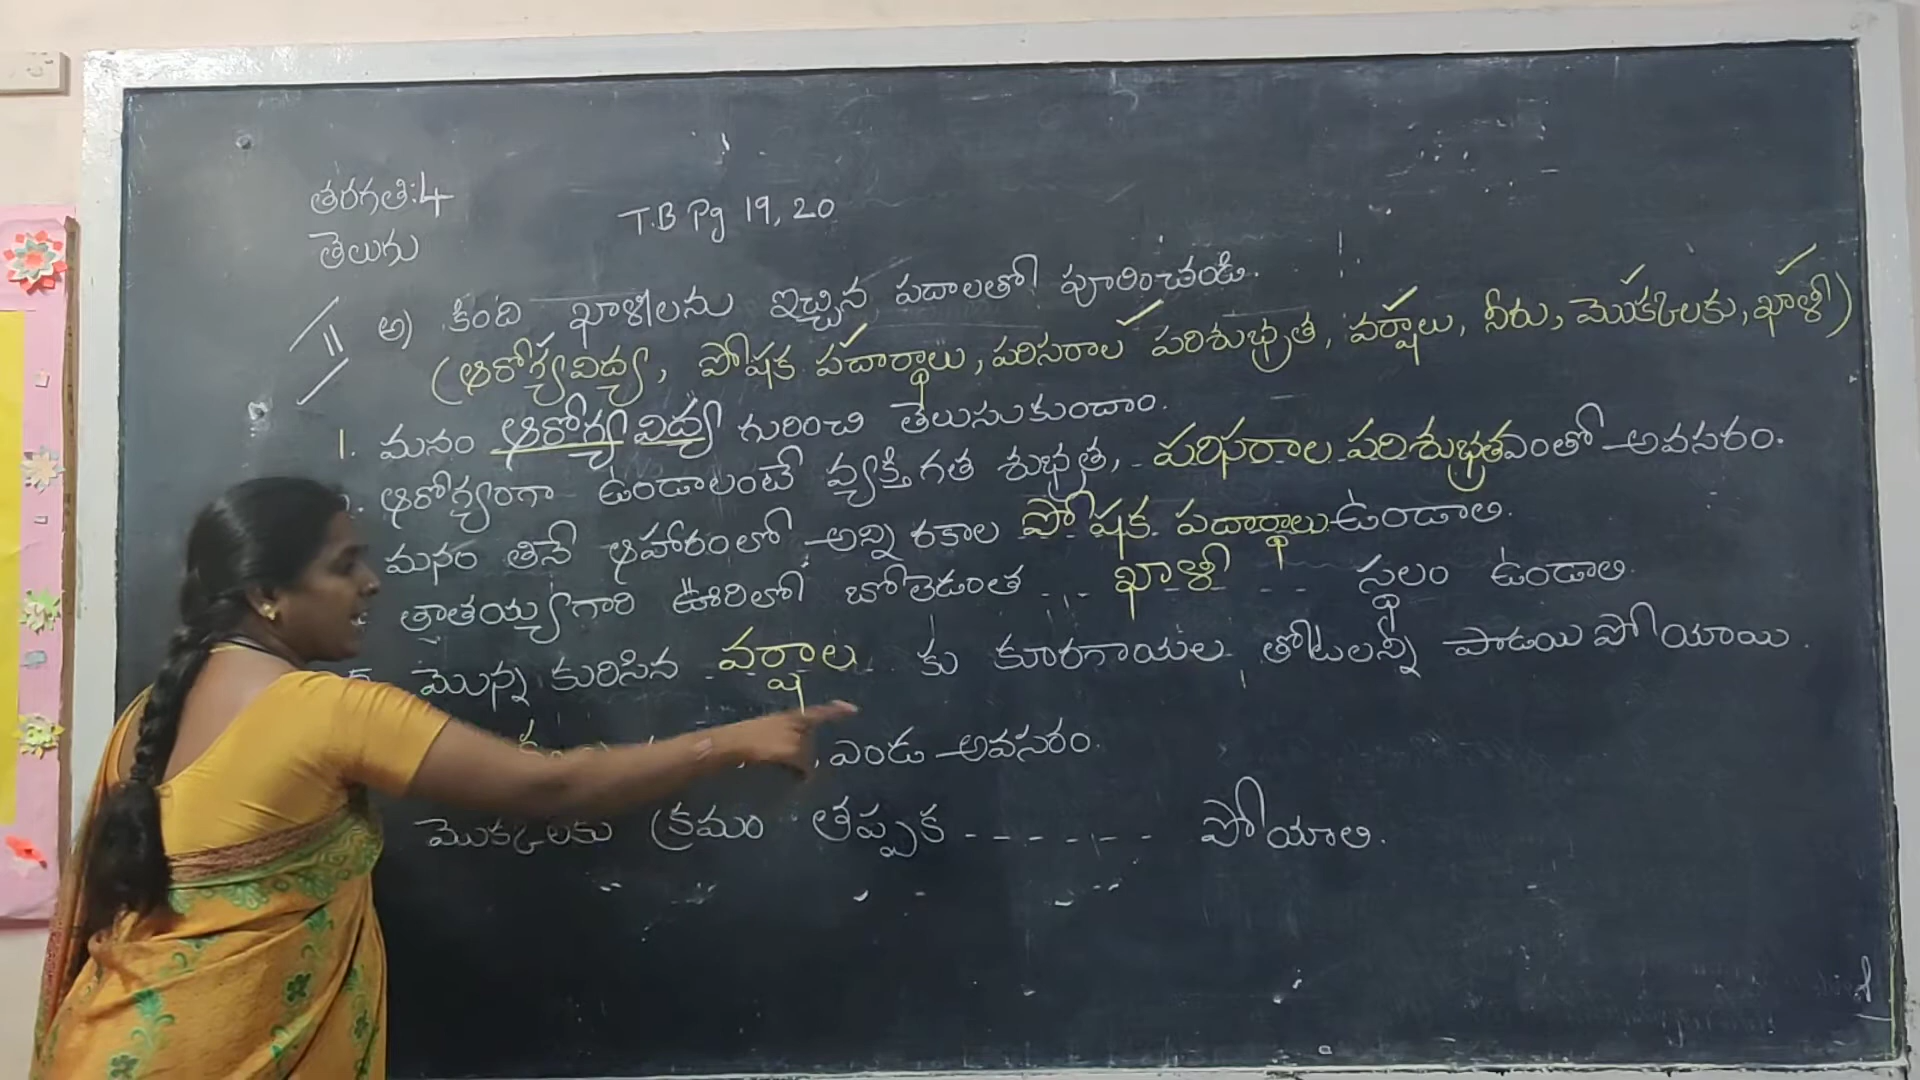 తరగతి:4
తెలుగు
T.B Pg 19, 20
II అ) కింది ఖాళీలను ఇచ్చిన పదాలతో పూరించండి.
(ఆరోగ్యవిద్య, పోషక పదార్థాలు, పరిసరాల పరిశుభ్రత, వర్షాలు, నీరు, మొక్కలకు, ఖాళీ)
1. మనం ఆరోగ్య విద్య గురించి తెలుసుకుందాం.
ఆరోగ్యంగా ఉండాలంటే వ్యక్తిగత శుభ్రత, పరిసరాల పరిశుభ్రత ఎంతో అవసరం.
మనం తినే ఆహారంలో అన్ని రకాల పోషక పదార్థాలు ఉండాలి.
తాతయ్యగారి ఊరిలో బోలెడంత ... ఖాళీ ... స్థలం ఉండాలి.
మొన్న కురిసిన వర్షాల కు కూరగాయల తోటలన్నీ పాడయిపోయాయి.
, ఎండ అవసరం.
మొక్కలకు క్రమం తప్పక ------ పోయాలి.